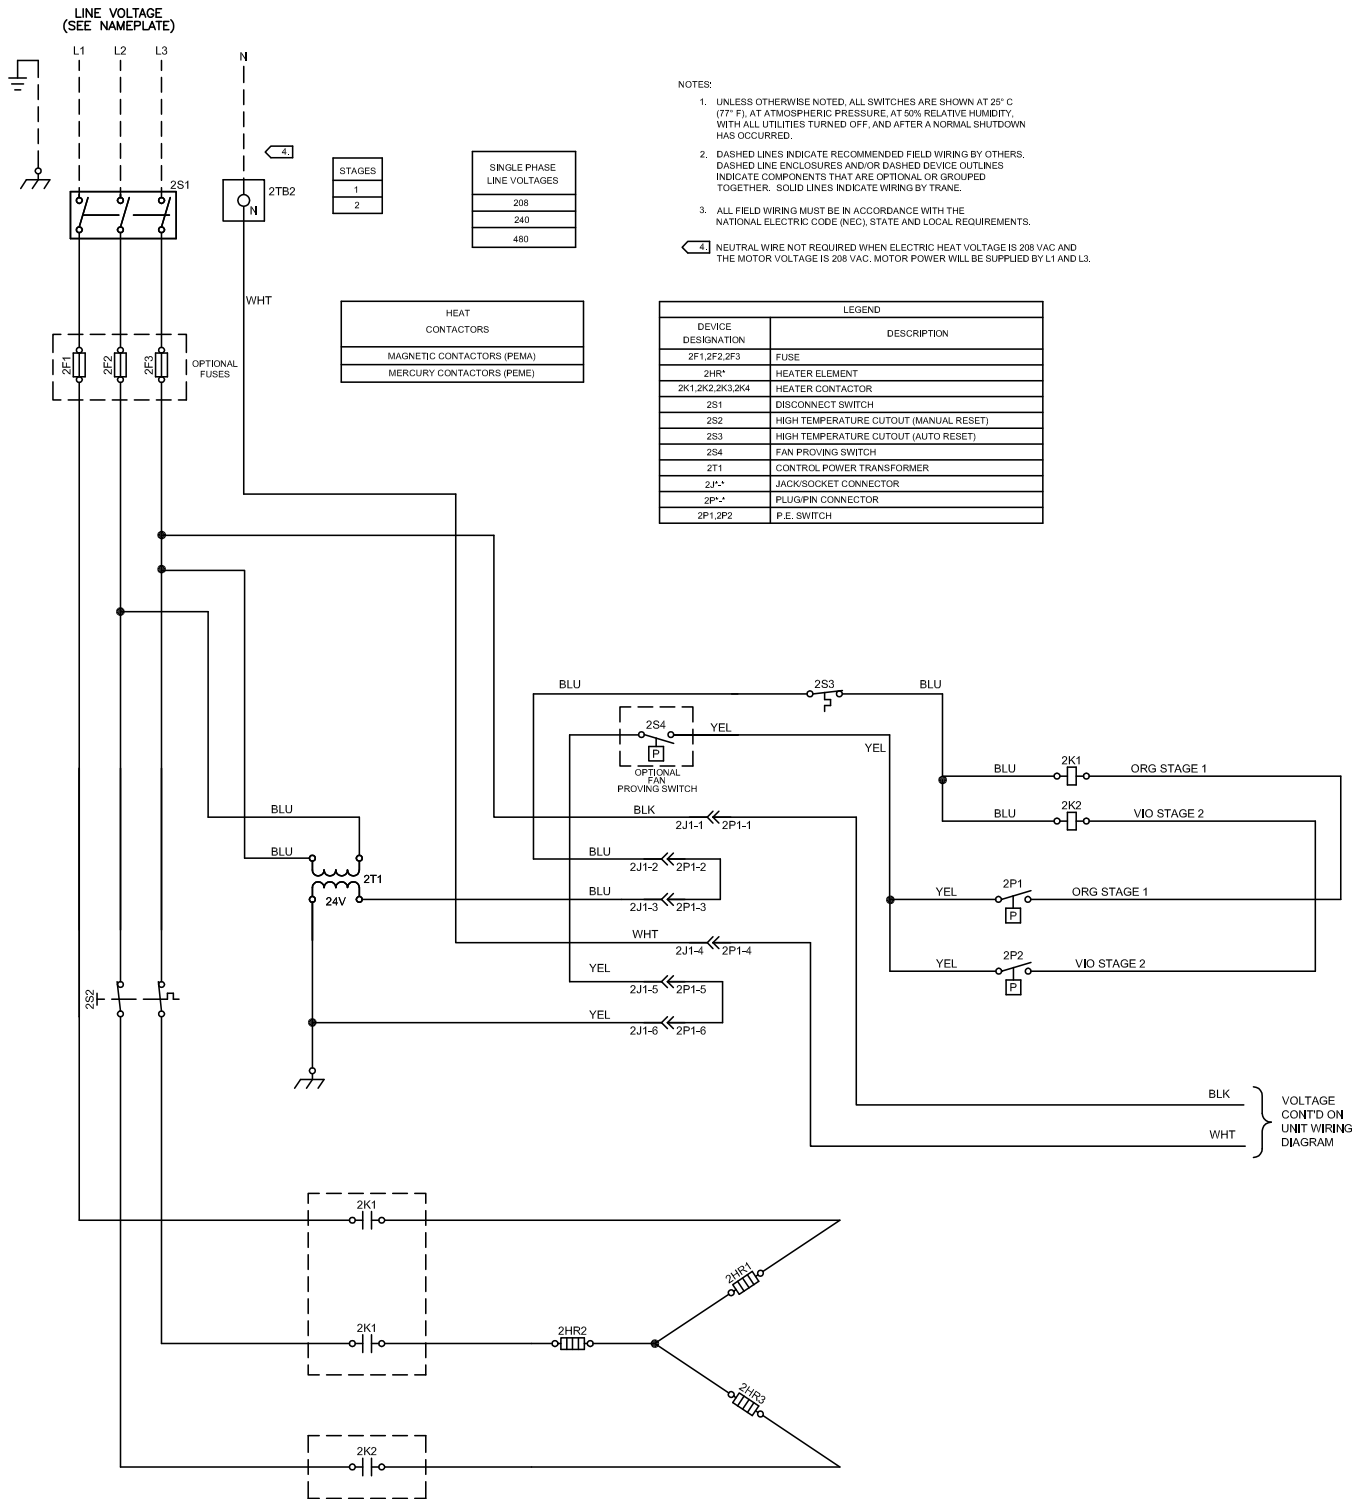 LINE VOLTAGE
(SEE NAMEPLATE)
L1 L2 L3
N
4.
2S1
2TB2
N
WHT
STAGES
1
2
SINGLE PHASE
LINE VOLTAGES
208
240
480
NOTES:
1. UNLESS OTHERWISE NOTED, ALL SWITCHES ARE SHOWN AT 25° C
(77° F), AT ATMOSPHERIC PRESSURE, AT 50% RELATIVE HUMIDITY,
WITH ALL UTILITIES TURNED OFF, AND AFTER A NORMAL SHUTDOWN
HAS OCCURRED.
2. DASHED LINES INDICATE RECOMMENDED FIELD WIRING BY OTHERS.
DASHED LINE ENCLOSURES AND/OR DASHED DEVICE OUTLINES
INDICATE COMPONENTS THAT ARE OPTIONAL OR GROUPED
TOGETHER. SOLID LINES INDICATE WIRING BY TRANE.
3. ALL FIELD WIRING MUST BE IN ACCORDANCE WITH THE
NATIONAL ELECTRIC CODE (NEC), STATE AND LOCAL REQUIREMENTS.
4. NEUTRAL WIRE NOT REQUIRED WHEN ELECTRIC HEAT VOLTAGE IS 208 VAC AND
THE MOTOR VOLTAGE IS 208 VAC. MOTOR POWER WILL BE SUPPLIED BY L1 AND L3.
HEAT
CONTACTORS
MAGNETIC CONTACTORS (PEMA)
MERCURY CONTACTORS (PEME)
LEGEND
DEVICE
DESIGNATION
DESCRIPTION
2F1,2F2,2F3 FUSE
2HR* HEATER ELEMENT
2K1,2K2,2K3,2K4 HEATER CONTACTOR
2S1 DISCONNECT SWITCH
2S2 HIGH TEMPERATURE CUTOUT (MANUAL RESET)
2S3 HIGH TEMPERATURE CUTOUT (AUTO RESET)
2S4 FAN PROVING SWITCH
2T1 CONTROL POWER TRANSFORMER
2J*-* JACK/SOCKET CONNECTOR
2P*-* PLUG/PIN CONNECTOR
2P1,2P2 P.E. SWITCH
2F1
2F2
2F3
OPTIONAL
FUSES
BLU
2S3
BLU
2S4
P
YEL
YEL
OPTIONAL
FAN
PROVING SWITCH
BLU
2K1
ORG STAGE 1
BLU
2K2
VIO STAGE 2
BLU
BLU
2T1
24V
BLK
2J1-1 2P1-1
BLU
2J1-2 2P1-2
BLU
2J1-3 2P1-3
WHT
2J1-4 2P1-4
YEL
2J1-5 2P1-5
YEL
2J1-6 2P1-6
YEL
2P1
P
ORG STAGE 1
YEL
2P2
P
VIO STAGE 2
2S2
BLK
WHT
VOLTAGE
CONT'D ON
UNIT WIRING
DIAGRAM
2K1
2HR1
2K1
2HR2
2HR3
2K2